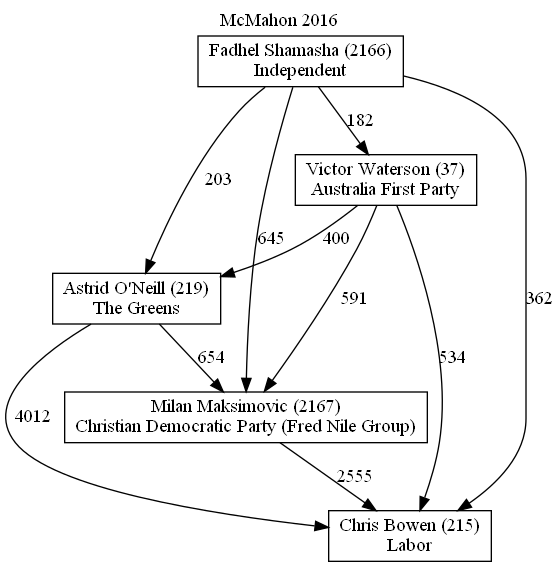 McMahon 2016
Fadhel Shamasha (2166)
Independent
182
Victor Waterson (37)
Australia First Party
203
645
400
362
Astrid O'Neill (219)
The Greens
591
534
654
Milan Maksimovic (2167)
Christian Democratic Party (Fred Nile Group)
4012
2555
Chris Bowen (215)
Labor